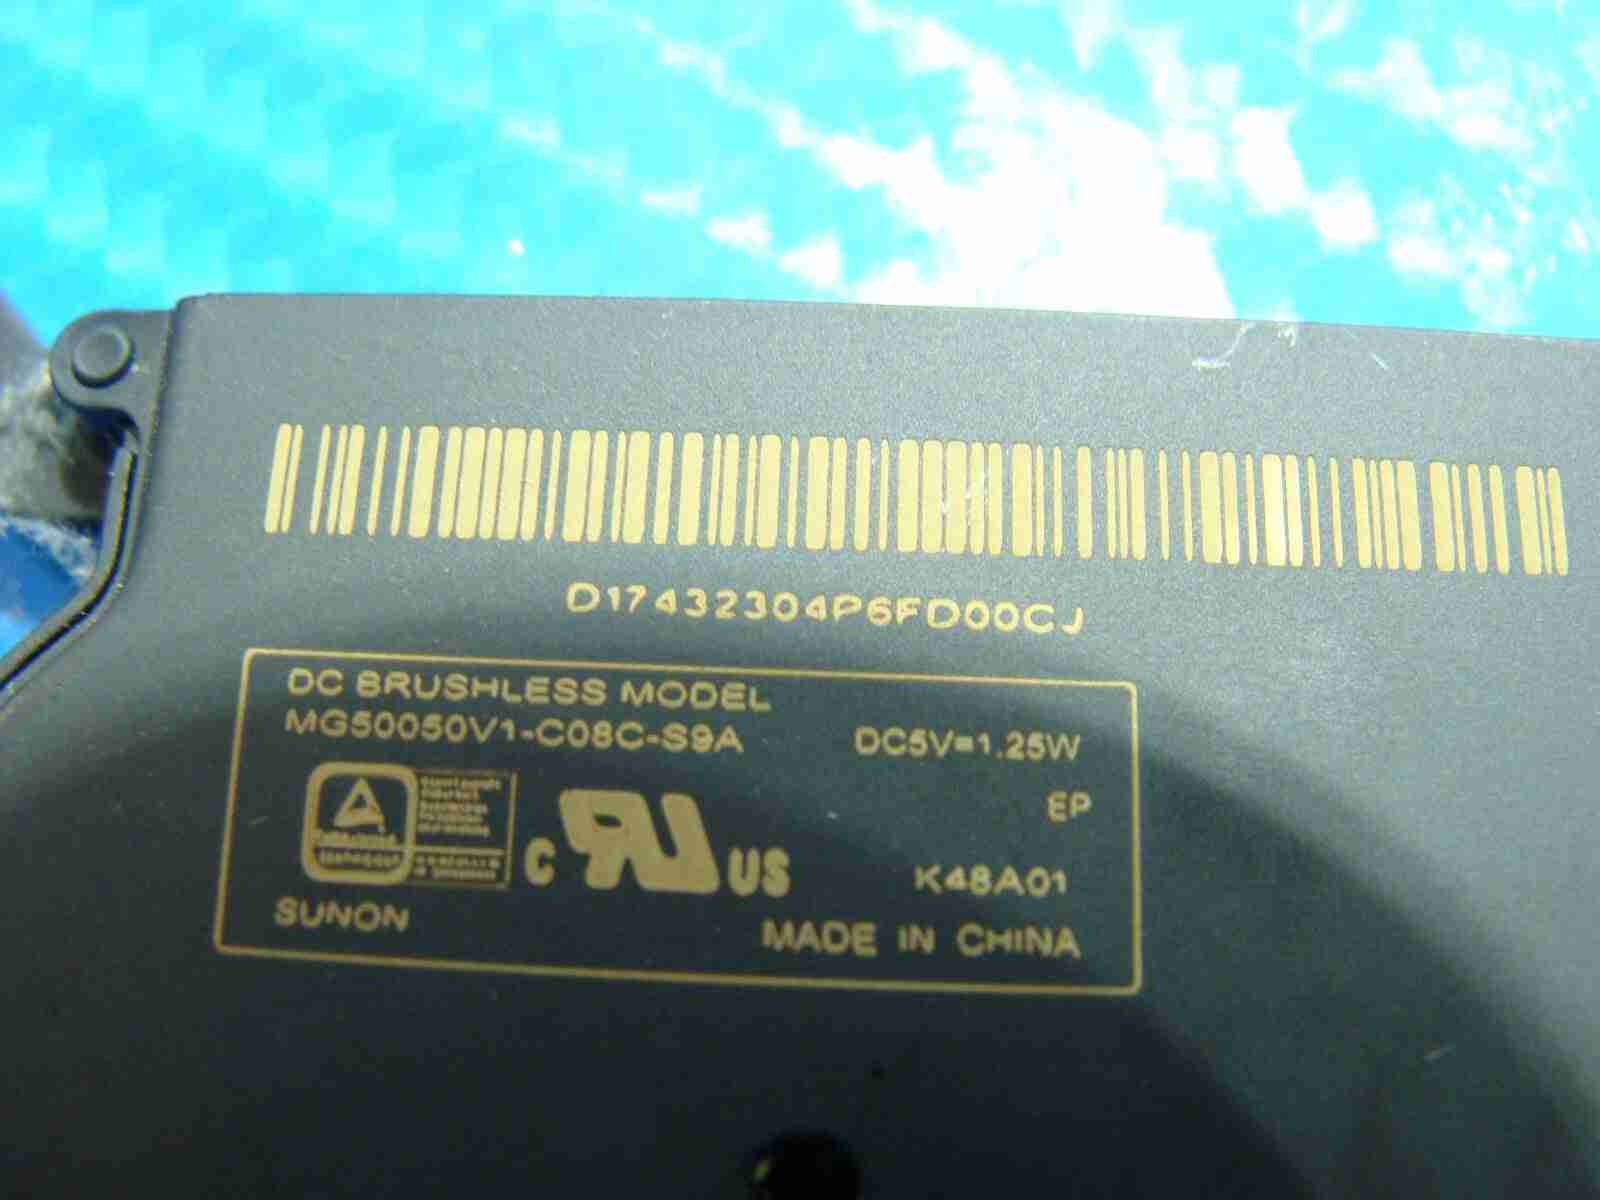 D17432304P6FD00CJ
DC BRUSHLESS MODEL
MG50050V1-C08C-S9A DC5V=1.25W
EP
C US
K48A01
SUNON
MADE IN CHINA